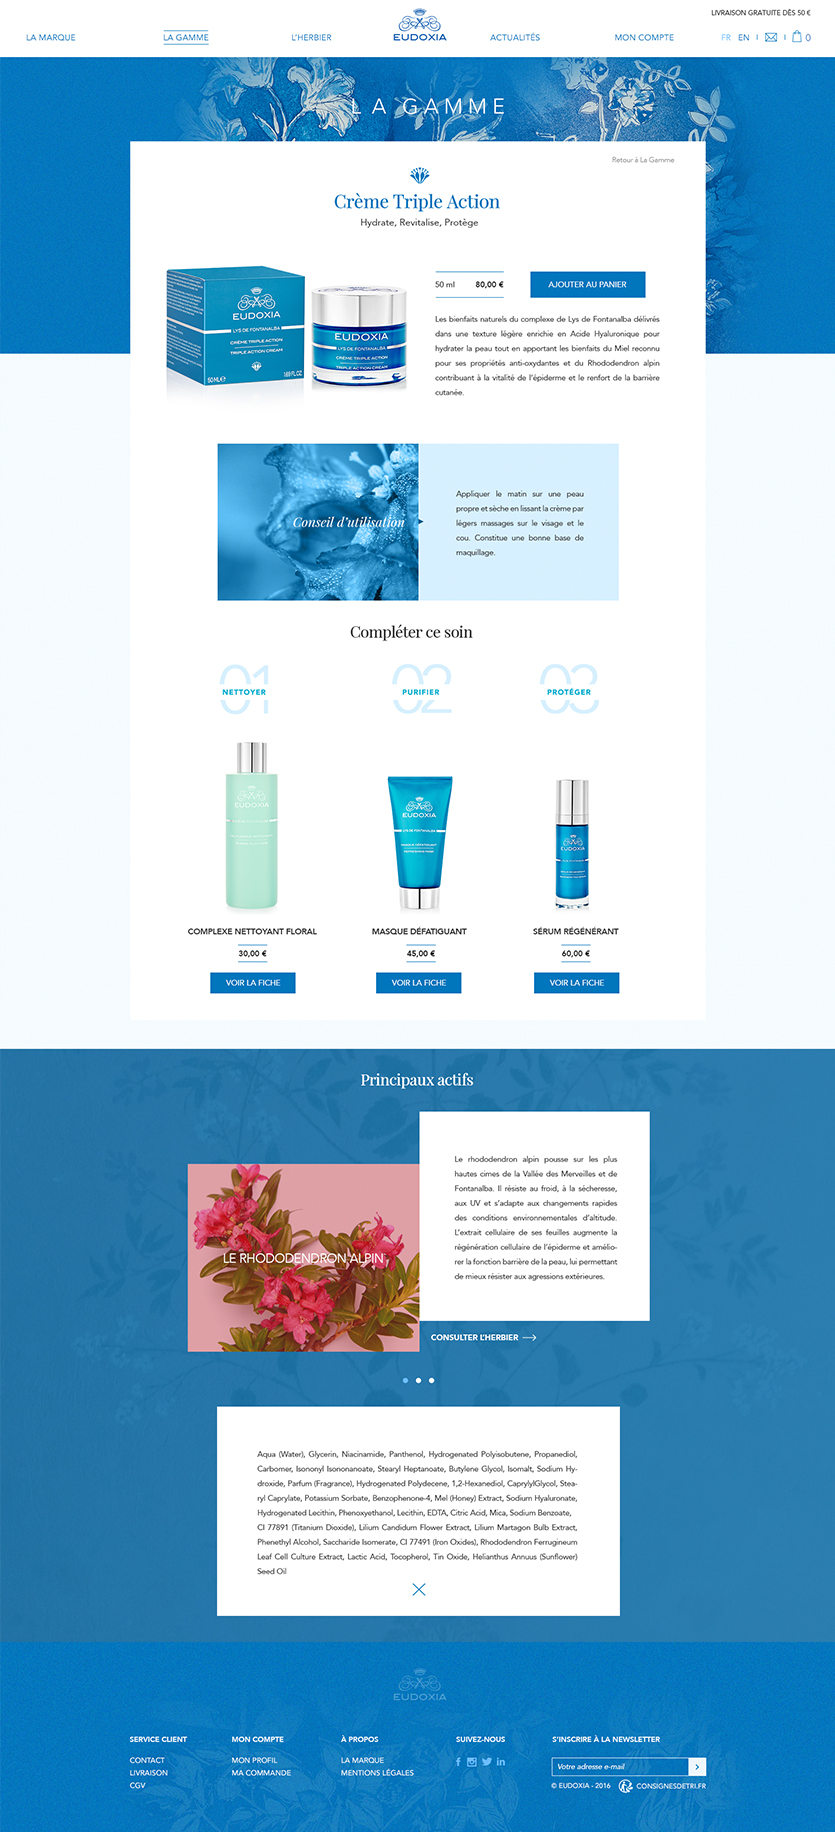 LIVRAISON GRATUITE DÈS 50 €
LA MARQUE
LA GAMME
L'HERBIER
EUDOXIA
ACTUALITÉS
MON COMPTE
FR EN I I 0
LA GAMME
Retour à La Gamme
Crème Triple Action
Hydrate, Revitalise, Protège
EUDOXIA
LYS DE FONTANALBA
CRÈME TRIPLE ACTION
TRIPLE ACTION CREAM
50 ML e
1.69 FL.OZ.
EUDOXIA
LYS DE FONTANALBA
CRÈME TRIPLE ACTION
TRIPLE ACTION CREAM
50 ml 80,00 €
AJOUTER AU PANIER
Les bienfaits naturels du complexe de Lys de Fontanalba délivrés
dans une texture légère enrichie en Acide Hyaluronique pour
hydrater la peau tout en apportant les bienfaits du Miel reconnu
pour ses propriétés anti-oxydantes et du Rhododendron alpin
contribuant à la vitalité de l'épiderme et le renfort de la barrière
cutanée.
Conseil d'utilisation
Appliquer le matin sur une peau
propre et sèche en lissant la crème par
légers massages sur le visage et le
cou. Constitue une bonne base de
maquillage.
Compléter ce soin
01
NETTOYER
02
PURIFIER
03
PROTÉGER
EUDOXIA
EUDOXIA
LYS DE FONTANALBA
MASQUE DÉFATIGUANT
EUDOXIA
COMPLEXE NETTOYANT FLORAL
30,00 €
VOIR LA FICHE
MASQUE DÉFATIGUANT
45,00 €
VOIR LA FICHE
SÉRUM RÉGÉNÉRANT
60,00 €
VOIR LA FICHE
Principaux actifs
LE RHODODENDRON ALPIN
Le rhododendron alpin pousse sur les plus
hautes cimes de la Vallée des Merveilles et de
Fontanalba. Il résiste au froid, à la sécheresse,
aux UV et s'adapte aux changements rapides
des conditions environnementales d'altitude.
L'extrait cellulaire de ses feuilles augmente la
régénération cellulaire de l'épiderme et amélio-
rer la fonction barrière de la peau, lui permettant
de mieux résister aux agressions extérieures.
CONSULTER L'HERBIER
Aqua (Water), Glycerin, Niacinamide, Panthenol, Hydrogenated Polyisobutene, Propanediol,
Carbomer, Isononyl Isononanoate, Stearyl Heptanoate, Butylene Glycol, Isomalt, Sodium Hy-
droxide, Parfum (Fragrance), Hydrogenated Polydecene, 1,2-Hexanediol, CaprylylGlycol, Stea-
ryl Caprylate, Potassium Sorbate, Benzophenone-4, Mel (Honey) Extract, Sodium Hyaluronate,
Hydrogenated Lecithin, Phenoxyethanol, Lecithin, EDTA, Citric Acid, Mica, Sodium Benzoate,
CI 77891 (Titanium Dioxide), Lilium Candidum Flower Extract, Lilium Martagon Bulb Extract,
Phenethyl Alcohol, Saccharide Isomerate, CI 77491 (Iron Oxides), Rhododendron Ferrugineum
Leaf Cell Culture Extract, Lactic Acid, Tocopherol, Tin Oxide, Helianthus Annuus (Sunflower)
Seed Oil
EUDOXIA
SERVICE CLIENT
CONTACT
LIVRAISON
CGV
MON COMPTE
MON PROFIL
MA COMMANDE
À PROPOS
LA MARQUE
MENTIONS LÉGALES
SUIVEZ-NOUS
S'INSCRIRE À LA NEWSLETTER
Votre adresse e-mail
© EUDOXIA - 2016
CONSIGNESDETRI.FR